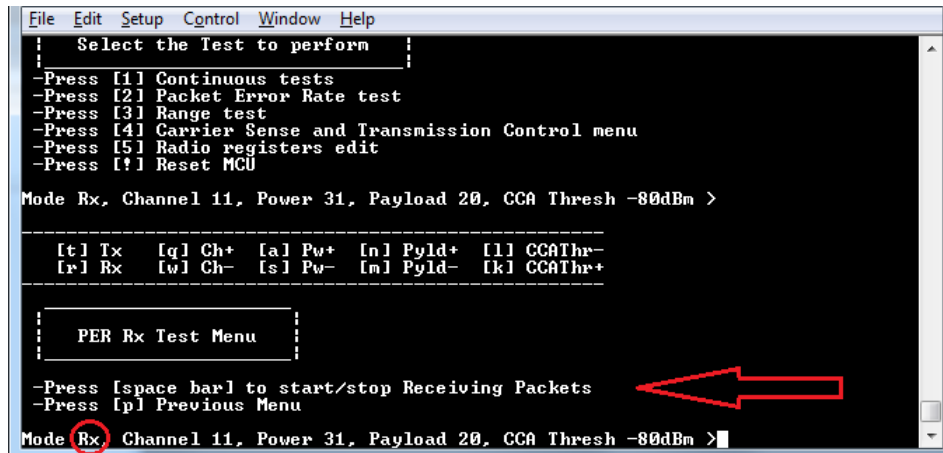 File Edit Setup Control Window Help
| Select the Test to perform |
-Press [1] Continuous tests
-Press [2] Packet Error Rate test
-Press [3] Range test
-Press [4] Carrier Sense and Transmission Control menu
-Press [5] Radio registers edit
-Press [!] Reset MCU
Mode Rx, Channel 11, Power 31, Payload 20, CCA Thresh -80dBm >
[t] Tx [q] Ch+ [a] Pw+ [n] Pyld+ [l] CCAThr-
[r] Rx [w] Ch- [s] Pw- [m] Pyld- [k] CCAThr+
| PER Rx Test Menu |
-Press [space bar] to start/stop Receiving Packets
-Press [p] Previous Menu
Mode Rx, Channel 11, Power 31, Payload 20, CCA Thresh -80dBm >